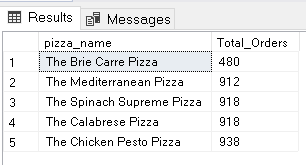 Results Messages
pizza_name Total_Orders
1 The Brie Carre Pizza 480
2 The Mediterranean Pizza 912
3 The Spinach Supreme Pizza 918
4 The Calabrese Pizza 918
5 The Chicken Pesto Pizza 938